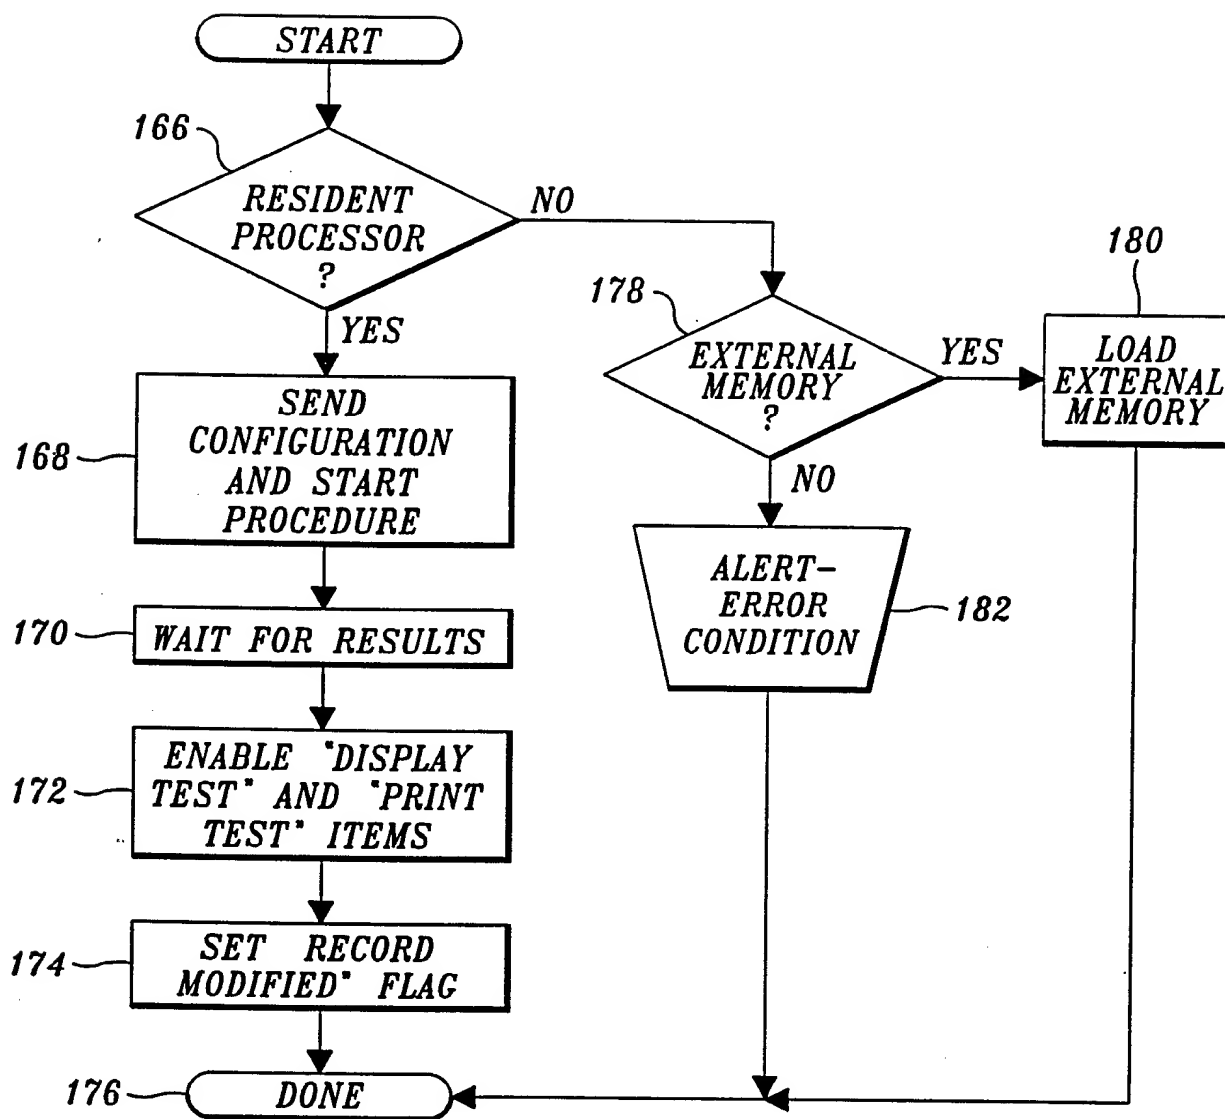 START
166
RESIDENT
PROCESSOR
?
NO
YES
178
EXTERNAL
MEMORY
?
YES
NO
180
LOAD
EXTERNAL
MEMORY
168
SEND
CONFIGURATION
AND START
PROCEDURE
ALERT-
ERROR
CONDITION
182
170
WAIT FOR RESULTS
172
ENABLE "DISPLAY
TEST" AND "PRINT
TEST" ITEMS
174
SET RECORD
MODIFIED" FLAG
176
DONE